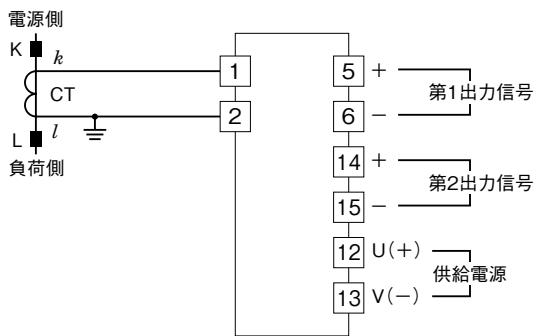 電源側
K
k
CT
L
l
負荷側
1
2
5 +
6 −
第1出力信号
14 +
15 −
第2出力信号
12 U(+)
13 V(−)
供給電源